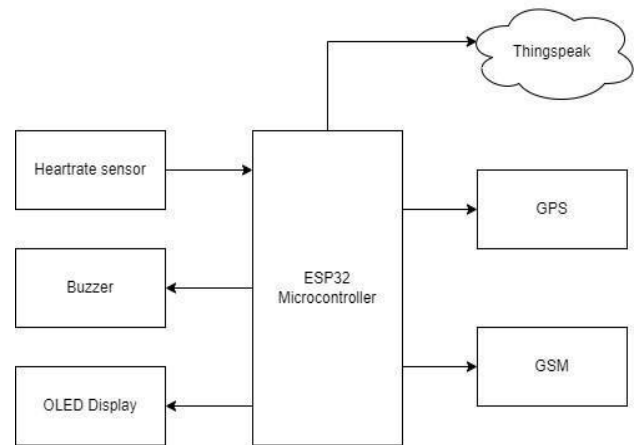 Thingspeak
Heartrate sensor
GPS
Buzzer
ESP32
Microcontroller
OLED Display
GSM